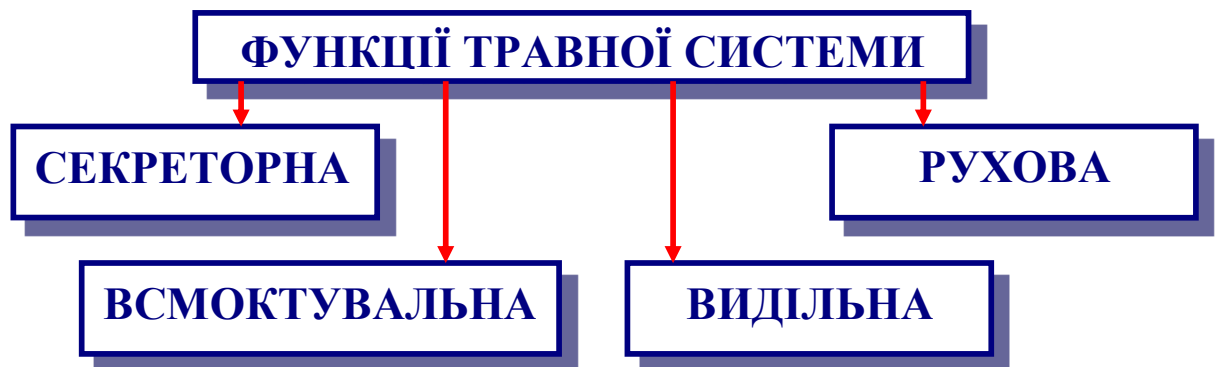 ФУНКЦІЇ ТРАВНОЇ СИСТЕМИ
СЕКРЕТОРНА
РУХОВА
ВСМОКТУВАЛЬНА
ВИДІЛЬНА